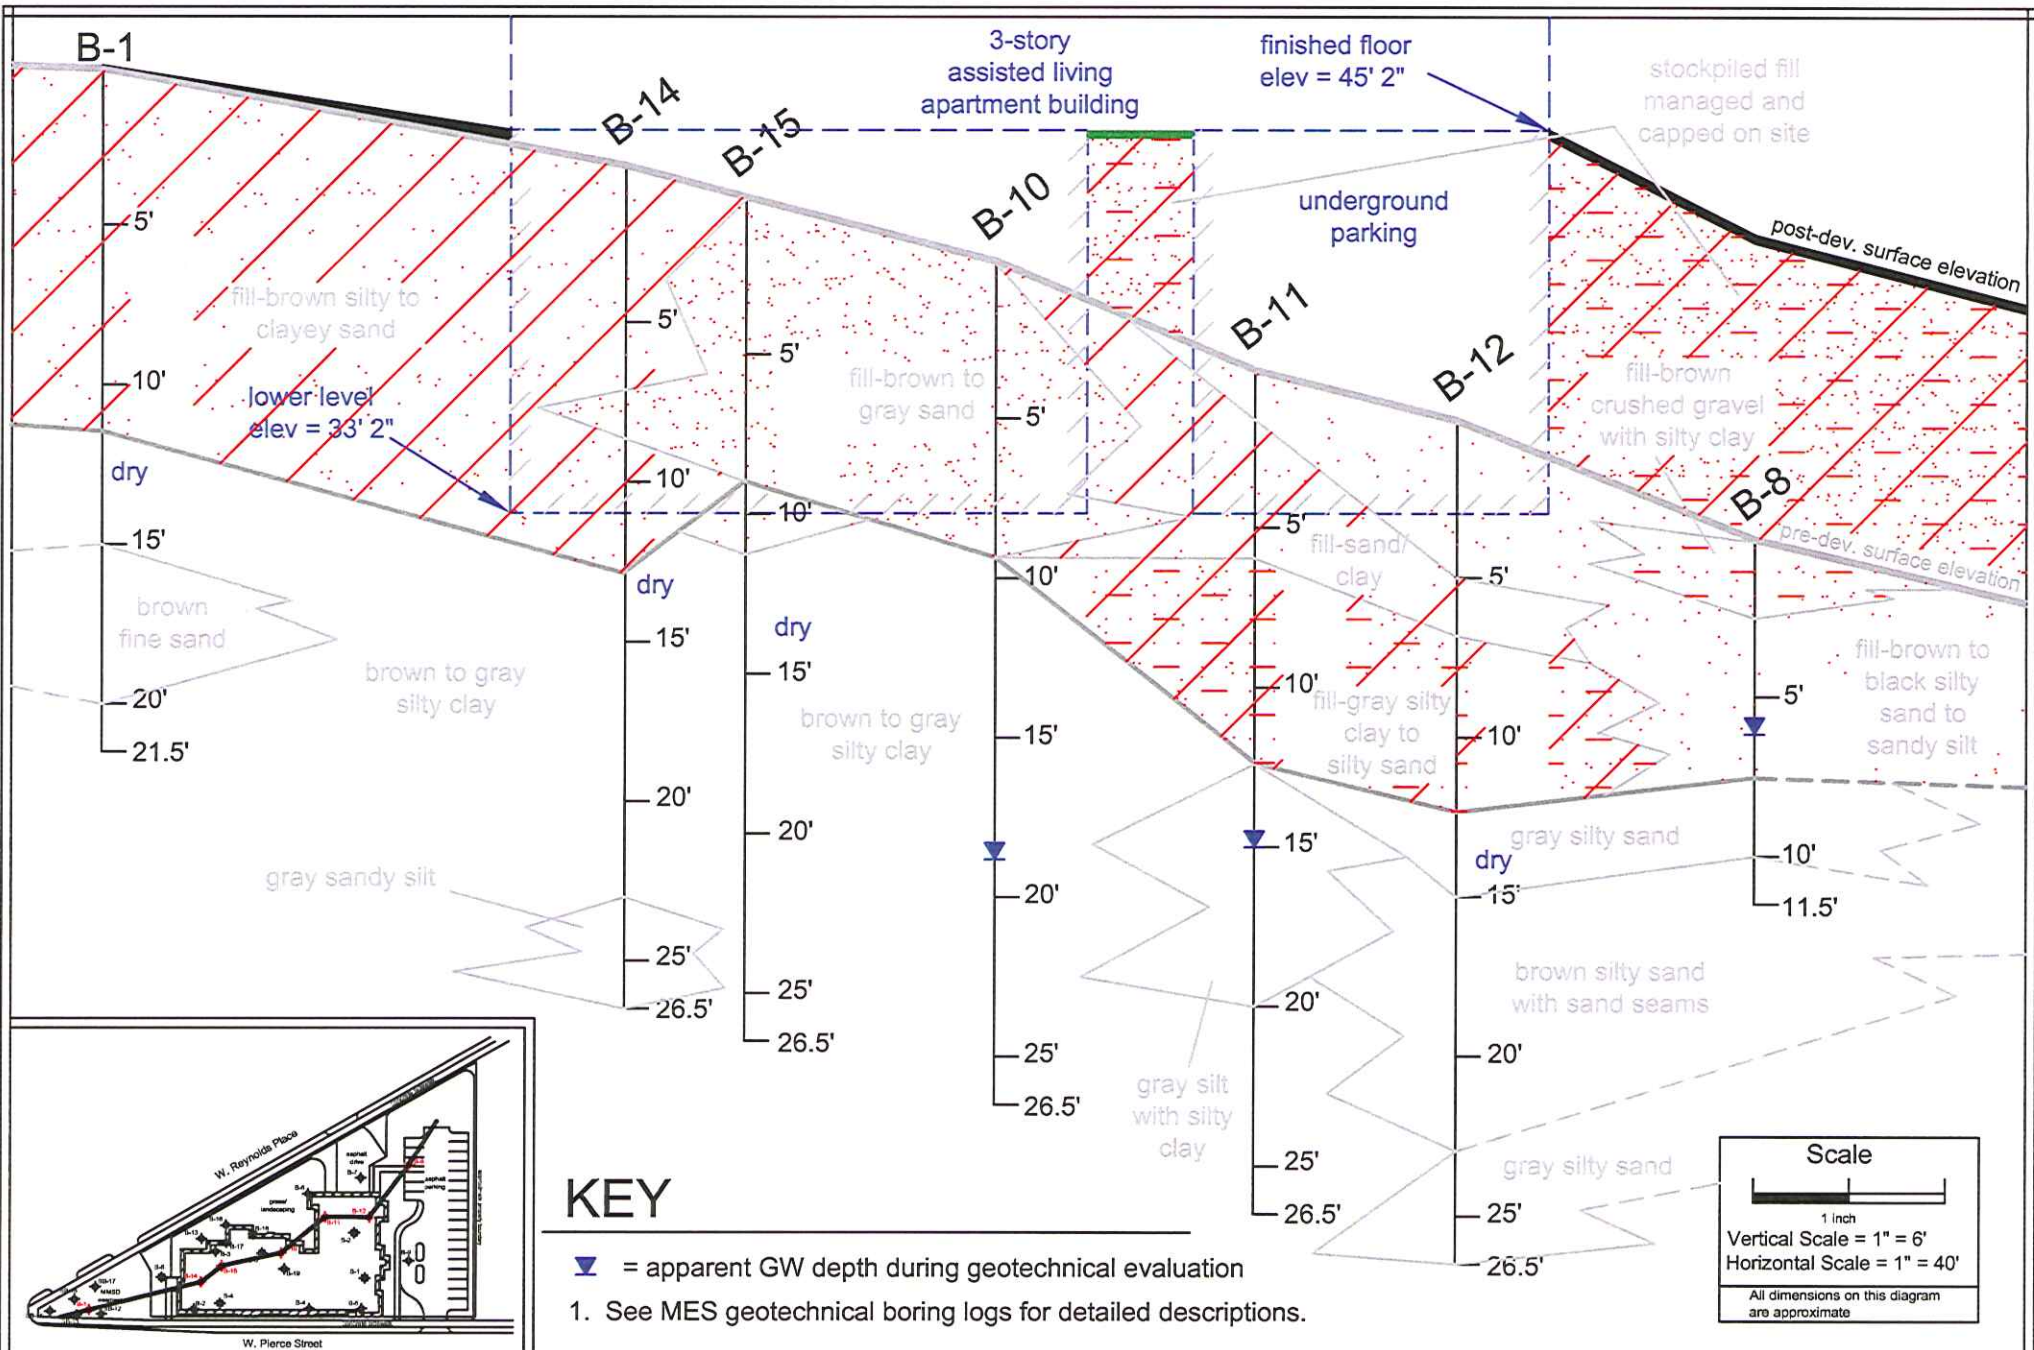 B-1
3-story
assisted living
apartment building
finished floor
elev = 45' 2"
stockpiled fill
managed and
capped on site
B-14
B-15
B-10
underground
parking
post-dev. surface elevation
5'
fill-brown silty to
clayey sand
10'
lower level
elev = 33' 2"
dry
15'
brown
fine sand
20'
21.5'
5'
10'
dry
15'
20'
25'
26.5'
5'
10'
dry
15'
20'
25'
26.5'
fill-brown to
gray sand
5'
10'
15'
20'
25'
26.5'
B-11
5'
10'
15'
20'
25'
26.5'
B-12
5'
10'
dry
15'
20'
25'
26.5'
fill-brown
crushed gravel
with silty clay
B-8
pre-dev. surface elevation
5'
10'
11.5'
fill-sand/
clay
fill-gray silty
clay to
silty sand
fill-brown to
black silty
sand to
sandy silt
brown to gray
silty clay
brown to gray
silty clay
gray sandy silt
gray silty sand
brown silty sand
with sand seams
gray silt
with silty
clay
gray silty sand
W. Reynolds Place
asphalt
drive
asphalt
parking
MMSD
W. Pierce Street
KEY
= apparent GW depth during geotechnical evaluation
1. See MES geotechnical boring logs for detailed descriptions.
Scale
1 inch
Vertical Scale = 1" = 6'
Horizontal Scale = 1" = 40'
All dimensions on this diagram
are approximate